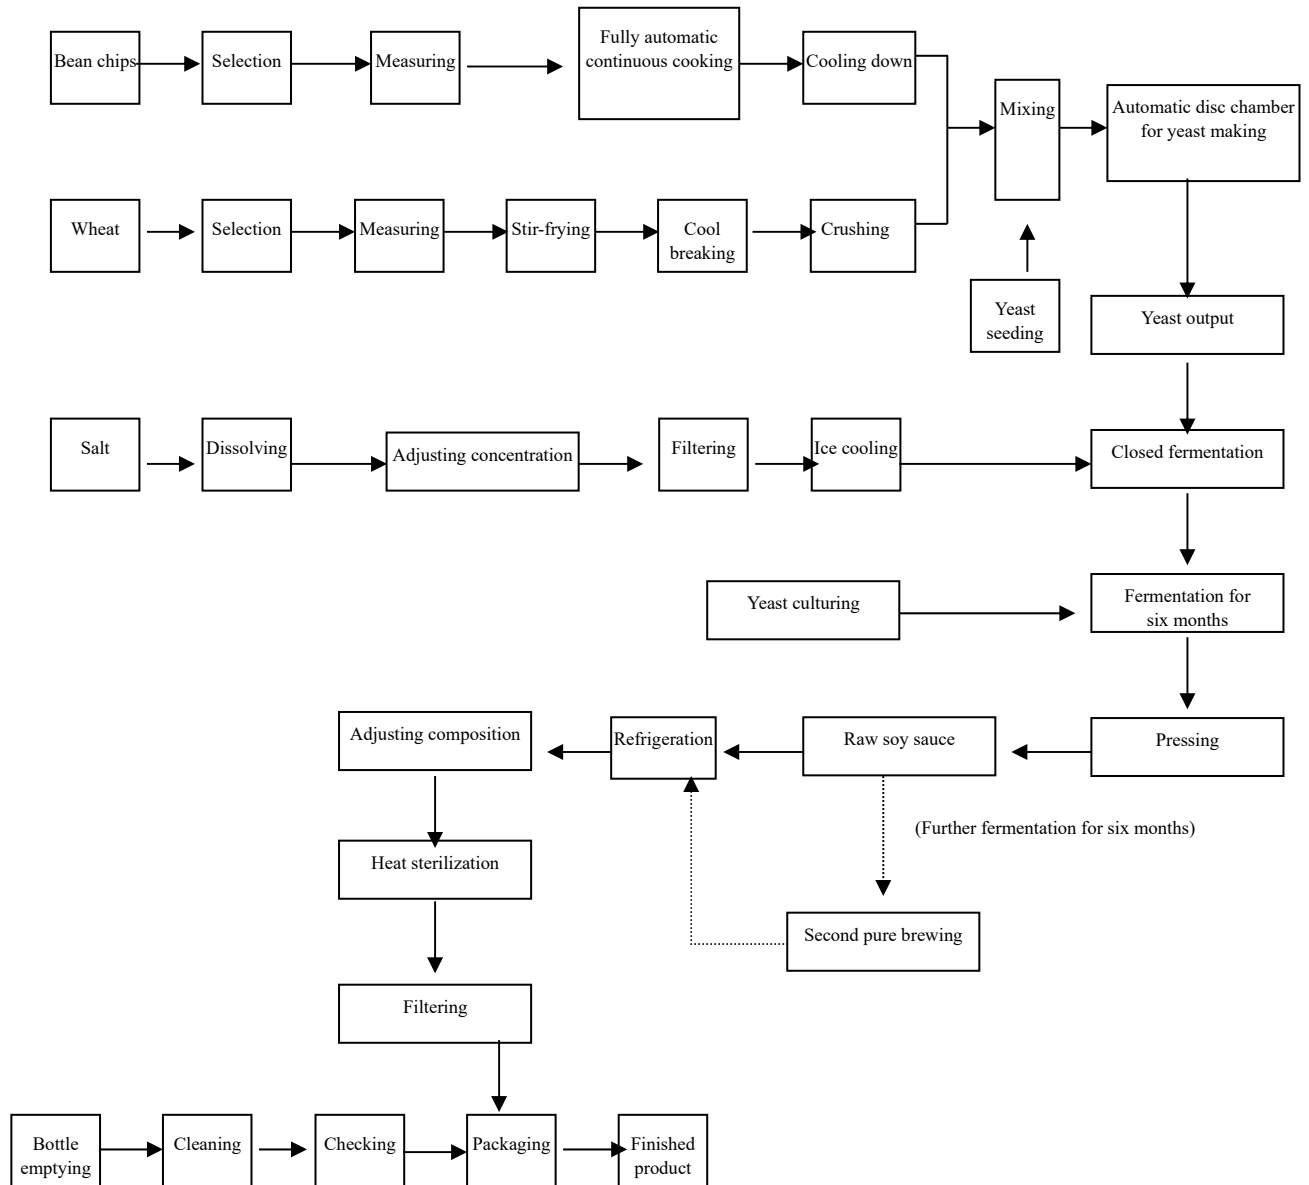 Bean chips
Selection
Measuring
Fully automatic
continuous cooking
Cooling down
Mixing
Automatic disc chamber
for yeast making
Wheat
Selection
Measuring
Stir-frying
Cool
breaking
Crushing
Yeast
seeding
Yeast output
Salt
Dissolving
Adjusting concentration
Filtering
Ice cooling
Closed fermentation
Yeast culturing
Fermentation for
six months
Adjusting composition
Refrigeration
Raw soy sauce
Pressing
(Further fermentation for six months)
Heat sterilization
Second pure brewing
Filtering
Bottle
emptying
Cleaning
Checking
Packaging
Finished
product